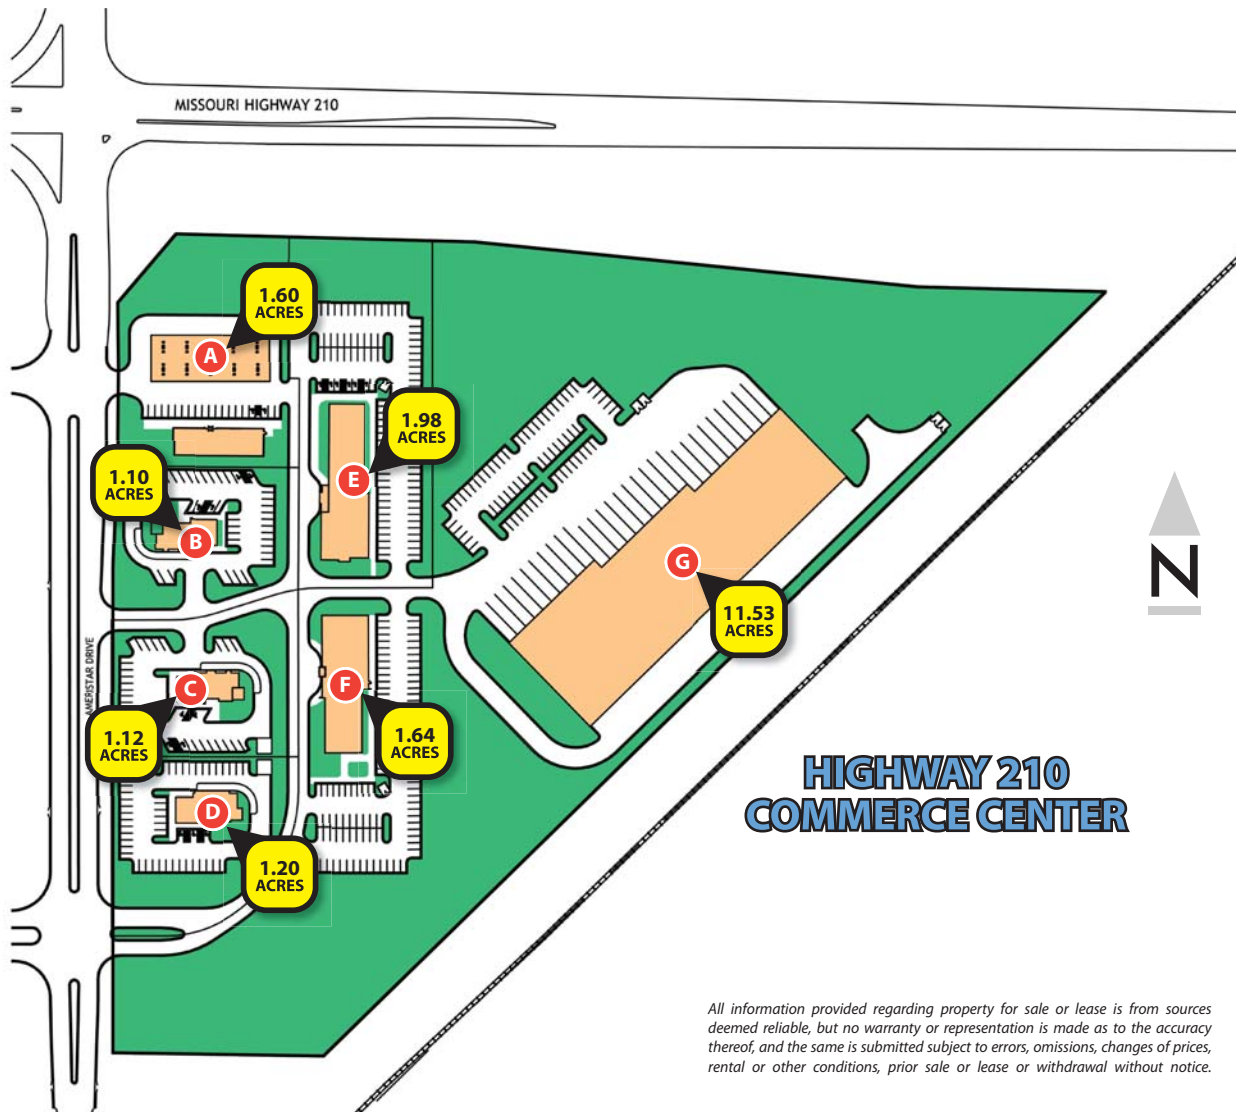 MISSOURI HIGHWAY 210
1.60
ACRES
A
1.98
ACRES
E
1.10
ACRES
B
G
11.53
ACRES
N
AMERISTAR DRIVE
C
F
1.12
ACRES
1.64
ACRES
D
1.20
ACRES
HIGHWAY 210
COMMERCE CENTER
All information provided regarding property for sale or lease is from sources
deemed reliable, but no warranty or representation is made as to the accuracy
thereof, and the same is submitted subject to errors, omissions, changes of prices,
rental or other conditions, prior sale or lease or withdrawal without notice.